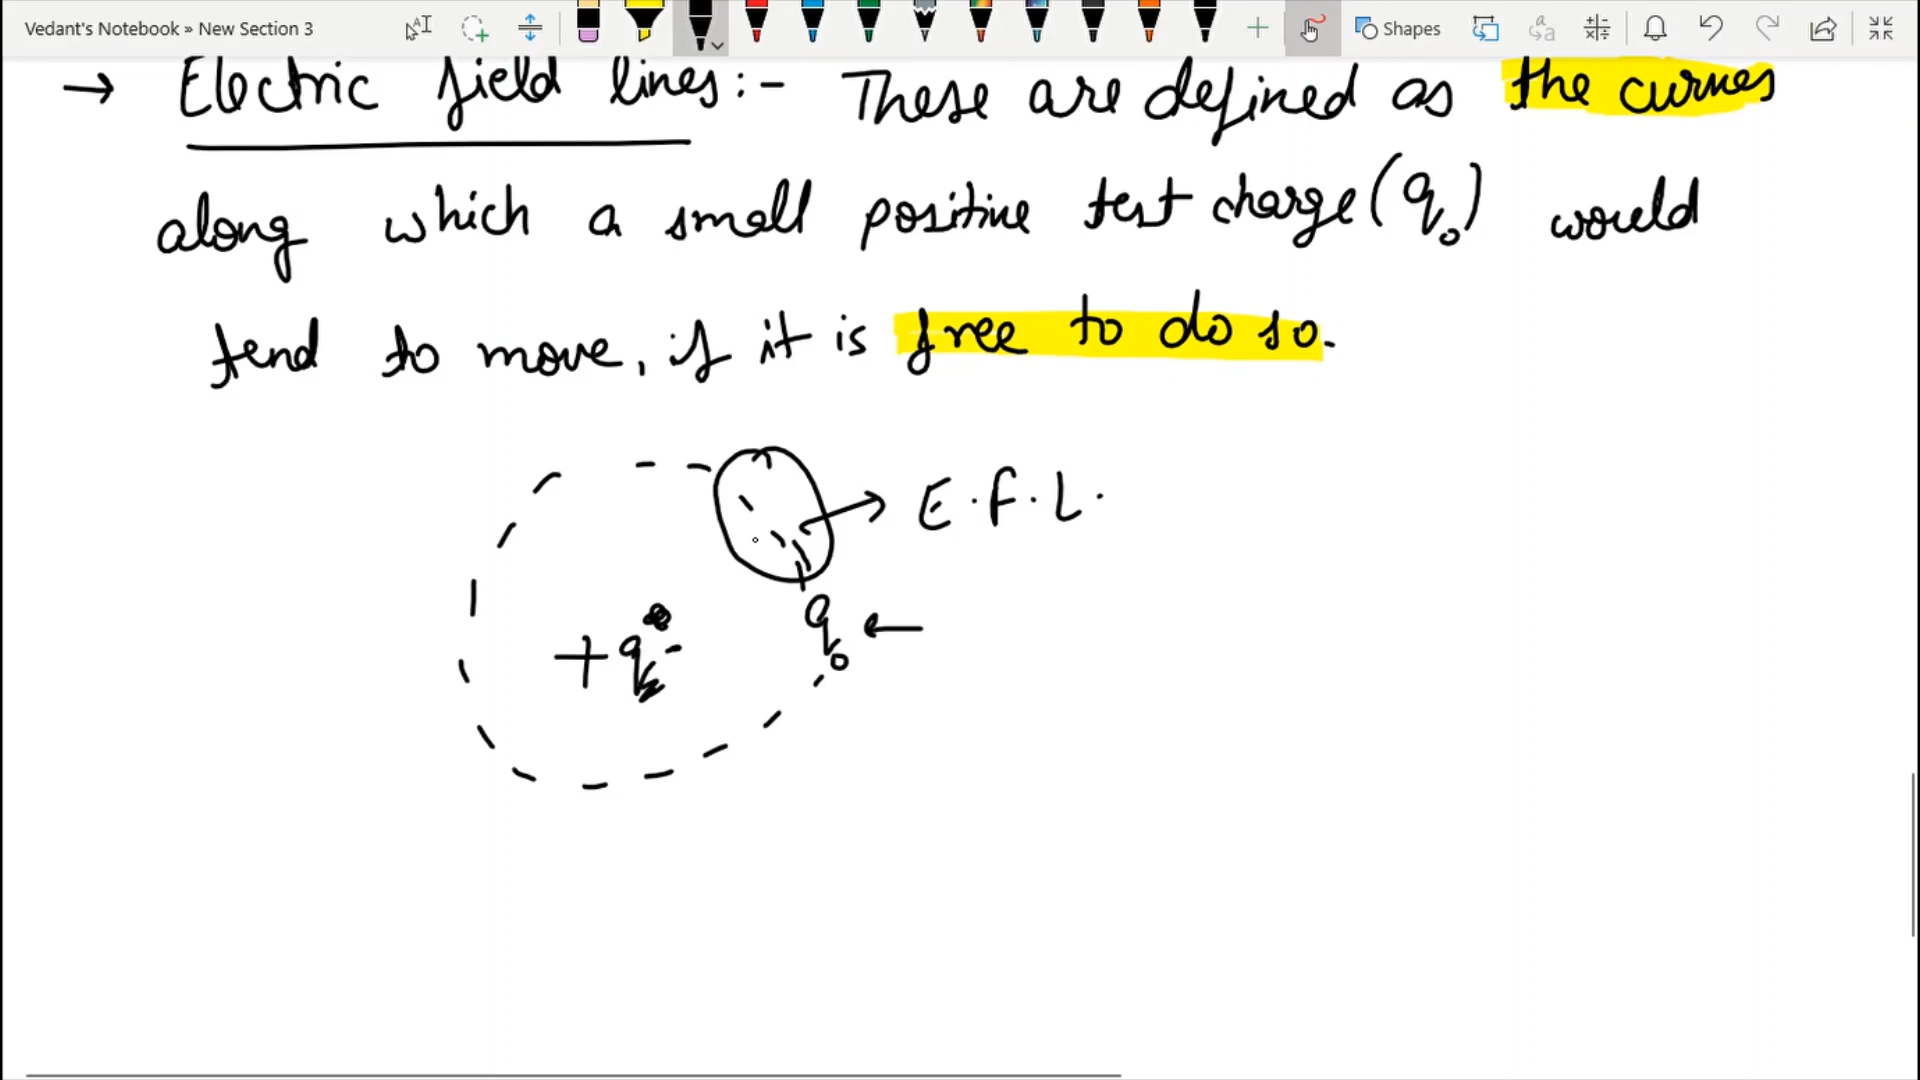 Vedant's Notebook » New Section 3
Shapes
→ Electric field lines:- These are defined as the curves
along which a small positive test charge (q₀) would
tend to move, if it is free to do so.
→ E.F.L.
+q
q₀ ←